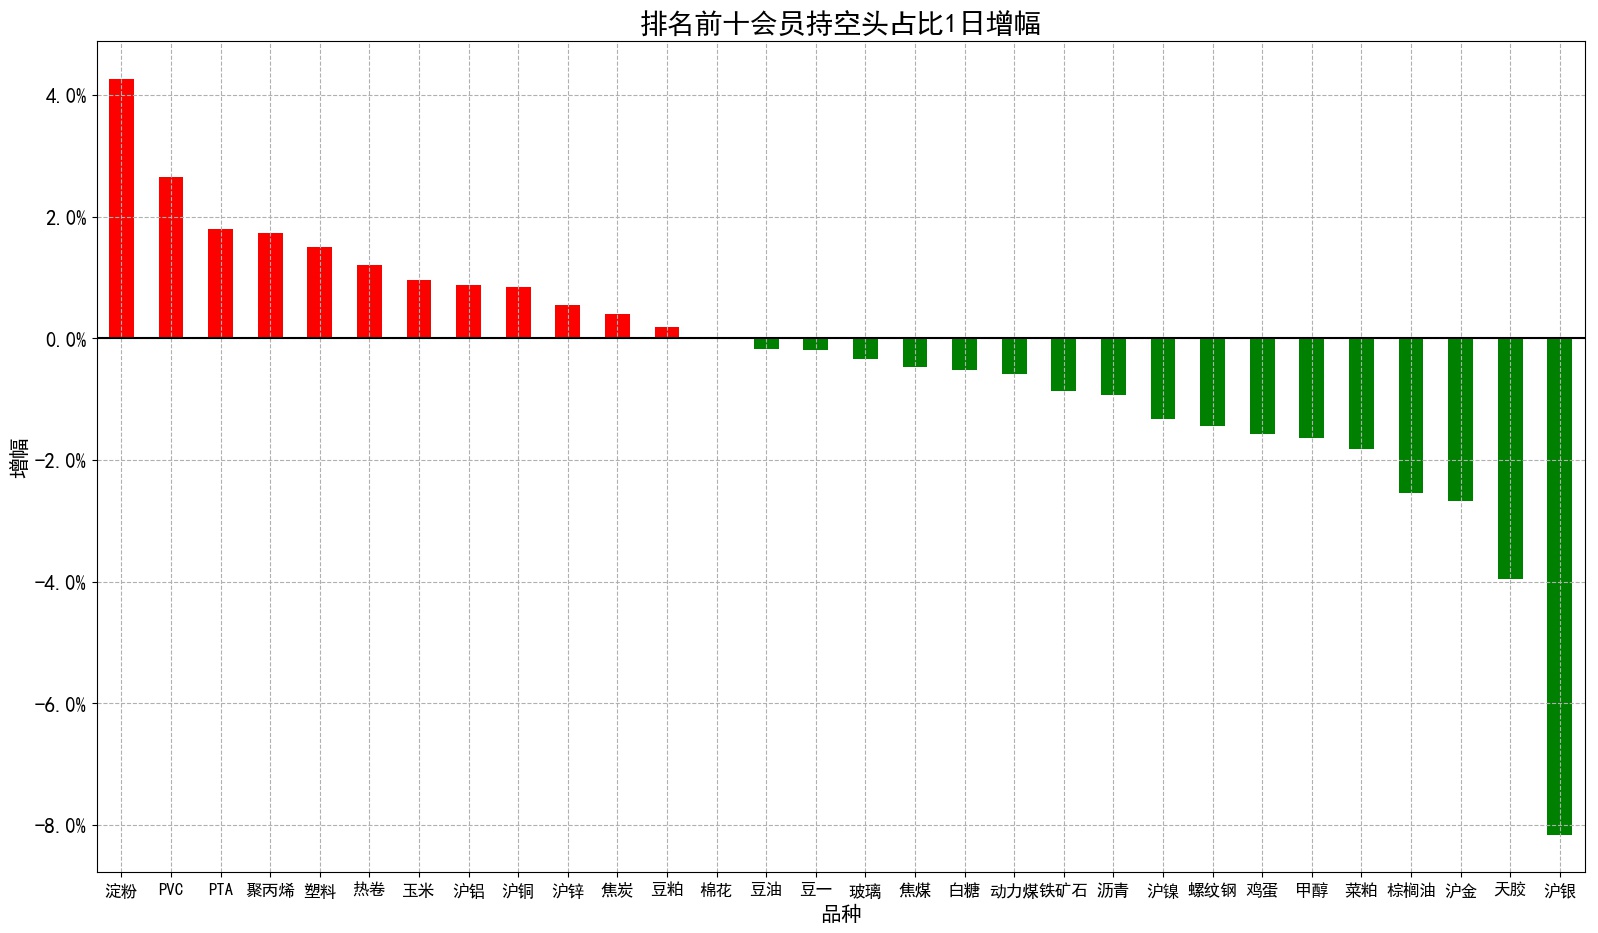 排名前十会员持空头占比1日增幅
4.0%
2.0%
0.0%
-2.0%
-4.0%
-6.0%
-8.0%
增幅
淀粉 PVC PTA 聚丙烯 塑料 热卷 玉米 沪铝 沪铜 沪锌 焦炭 豆粕 棉花 豆油 豆一 玻璃 焦煤 白糖 动力煤 铁矿石 沥青 沪镍 螺纹钢 鸡蛋 甲醇 菜粕 棕榈油 沪金 天胶 沪银
品种